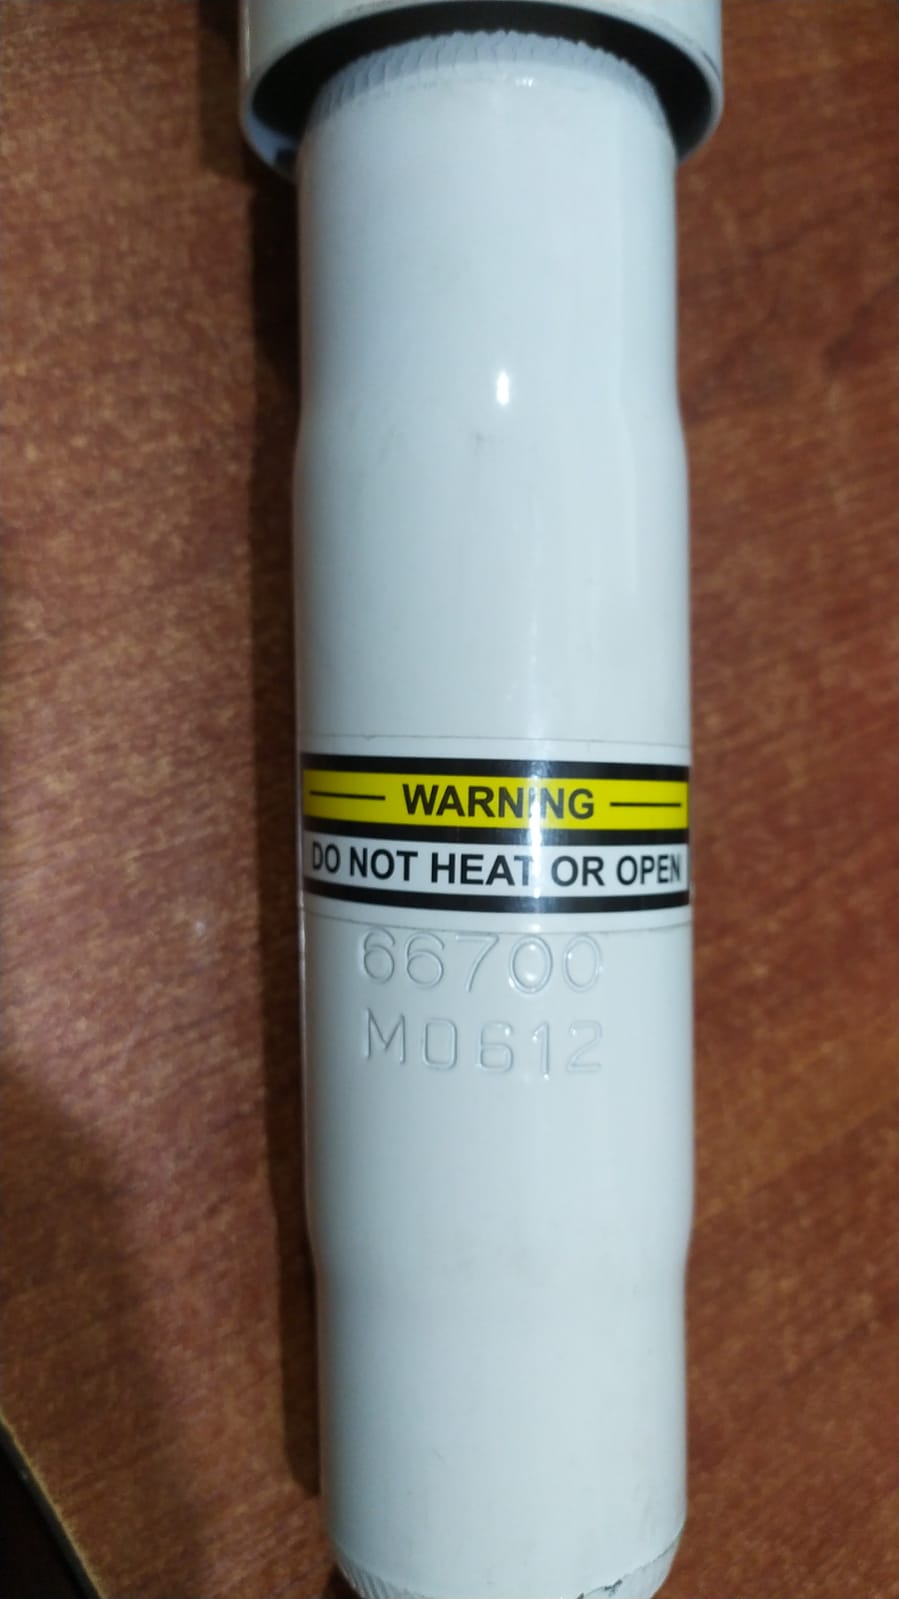 WARNING
DO NOT HEAT OR OPEN
66700
M0612